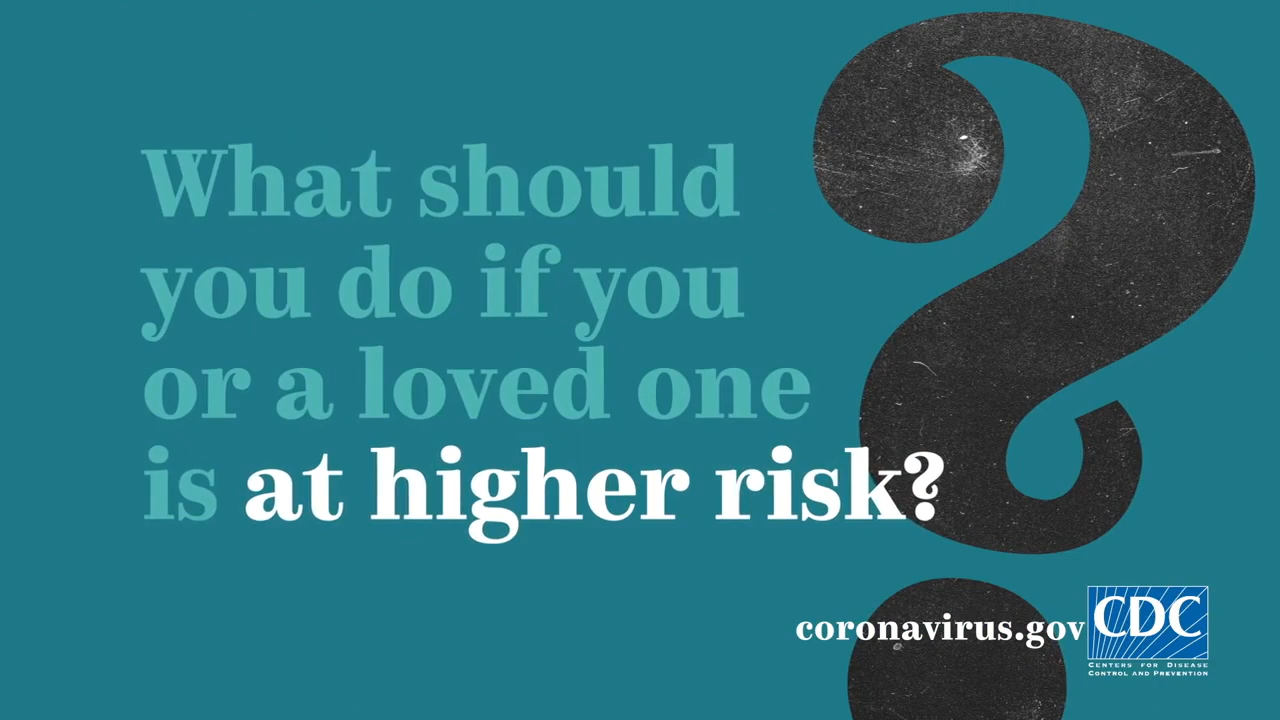 What should
you do if you
or a loved one
is at higher risk?
coronavirus.gov
CDC
CENTERS FOR DISEASE
CONTROL AND PREVENTION